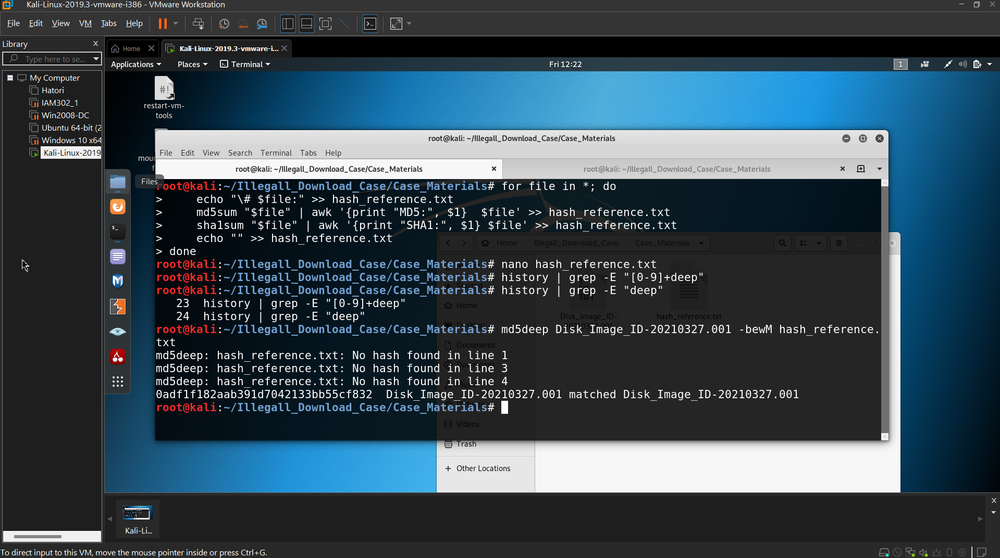 Kali-Linux-2019.3-vmware-i386 - VMware Workstation
File Edit View VM Tabs Help
Library
Type here to se...
My Computer
Hatori
IAM302_1
Win2008-DC
Ubuntu 64-bit (2
Windows 10 x64
Kali-Linux-2019
Home
Kali-Linux-2019.3-vmware-i...
Applications Places Terminal
Fri 12:22
1
#!
restart-vm-
tools
mour
f
Files
root@kali: ~/Illegall_Download_Case/Case_Materials
File Edit View Search Terminal Tabs Help
root@kali: ~/Illegall_Download_Case/Case_Materials
root@kali: ~/Illegall_Download_Case/Case_Materials
root@kali:~/Illegall_Download_Case/Case_Materials# for file in *; do
>     echo "\# $file:" >> hash_reference.txt
>     md5sum "$file" | awk '{print "MD5:", $1}  $file' >> hash_reference.txt
>     sha1sum "$file" | awk '{print "SHA1:", $1} $file' >> hash_reference.txt
>     echo "" >> hash_reference.txt
> done
root@kali:~/Illegall_Download_Case/Case_Materials# nano hash_reference.txt
root@kali:~/Illegall_Download_Case/Case_Materials# history | grep -E "[0-9]+deep"
root@kali:~/Illegall_Download_Case/Case_Materials# history | grep -E "deep"
   23  history | grep -E "[0-9]+deep"
   24  history | grep -E "deep"
root@kali:~/Illegall_Download_Case/Case_Materials# md5deep Disk_Image_ID-20210327.001 -bewM hash_reference.
txt
md5deep: hash_reference.txt: No hash found in line 1
md5deep: hash_reference.txt: No hash found in line 3
md5deep: hash_reference.txt: No hash found in line 4
0adf1f182aab391d7042133bb55cf832  Disk_Image_ID-20210327.001 matched Disk_Image_ID-20210327.001
root@kali:~/Illegall_Download_Case/Case_Materials#
Home Illegall_Download_Case Case_Materials
Home
Documents
Videos
Trash
Other Locations
Disk_Image_ID-
hash_reference.txt
Kali-Li...
To direct input to this VM, move the mouse pointer inside or press Ctrl+G.